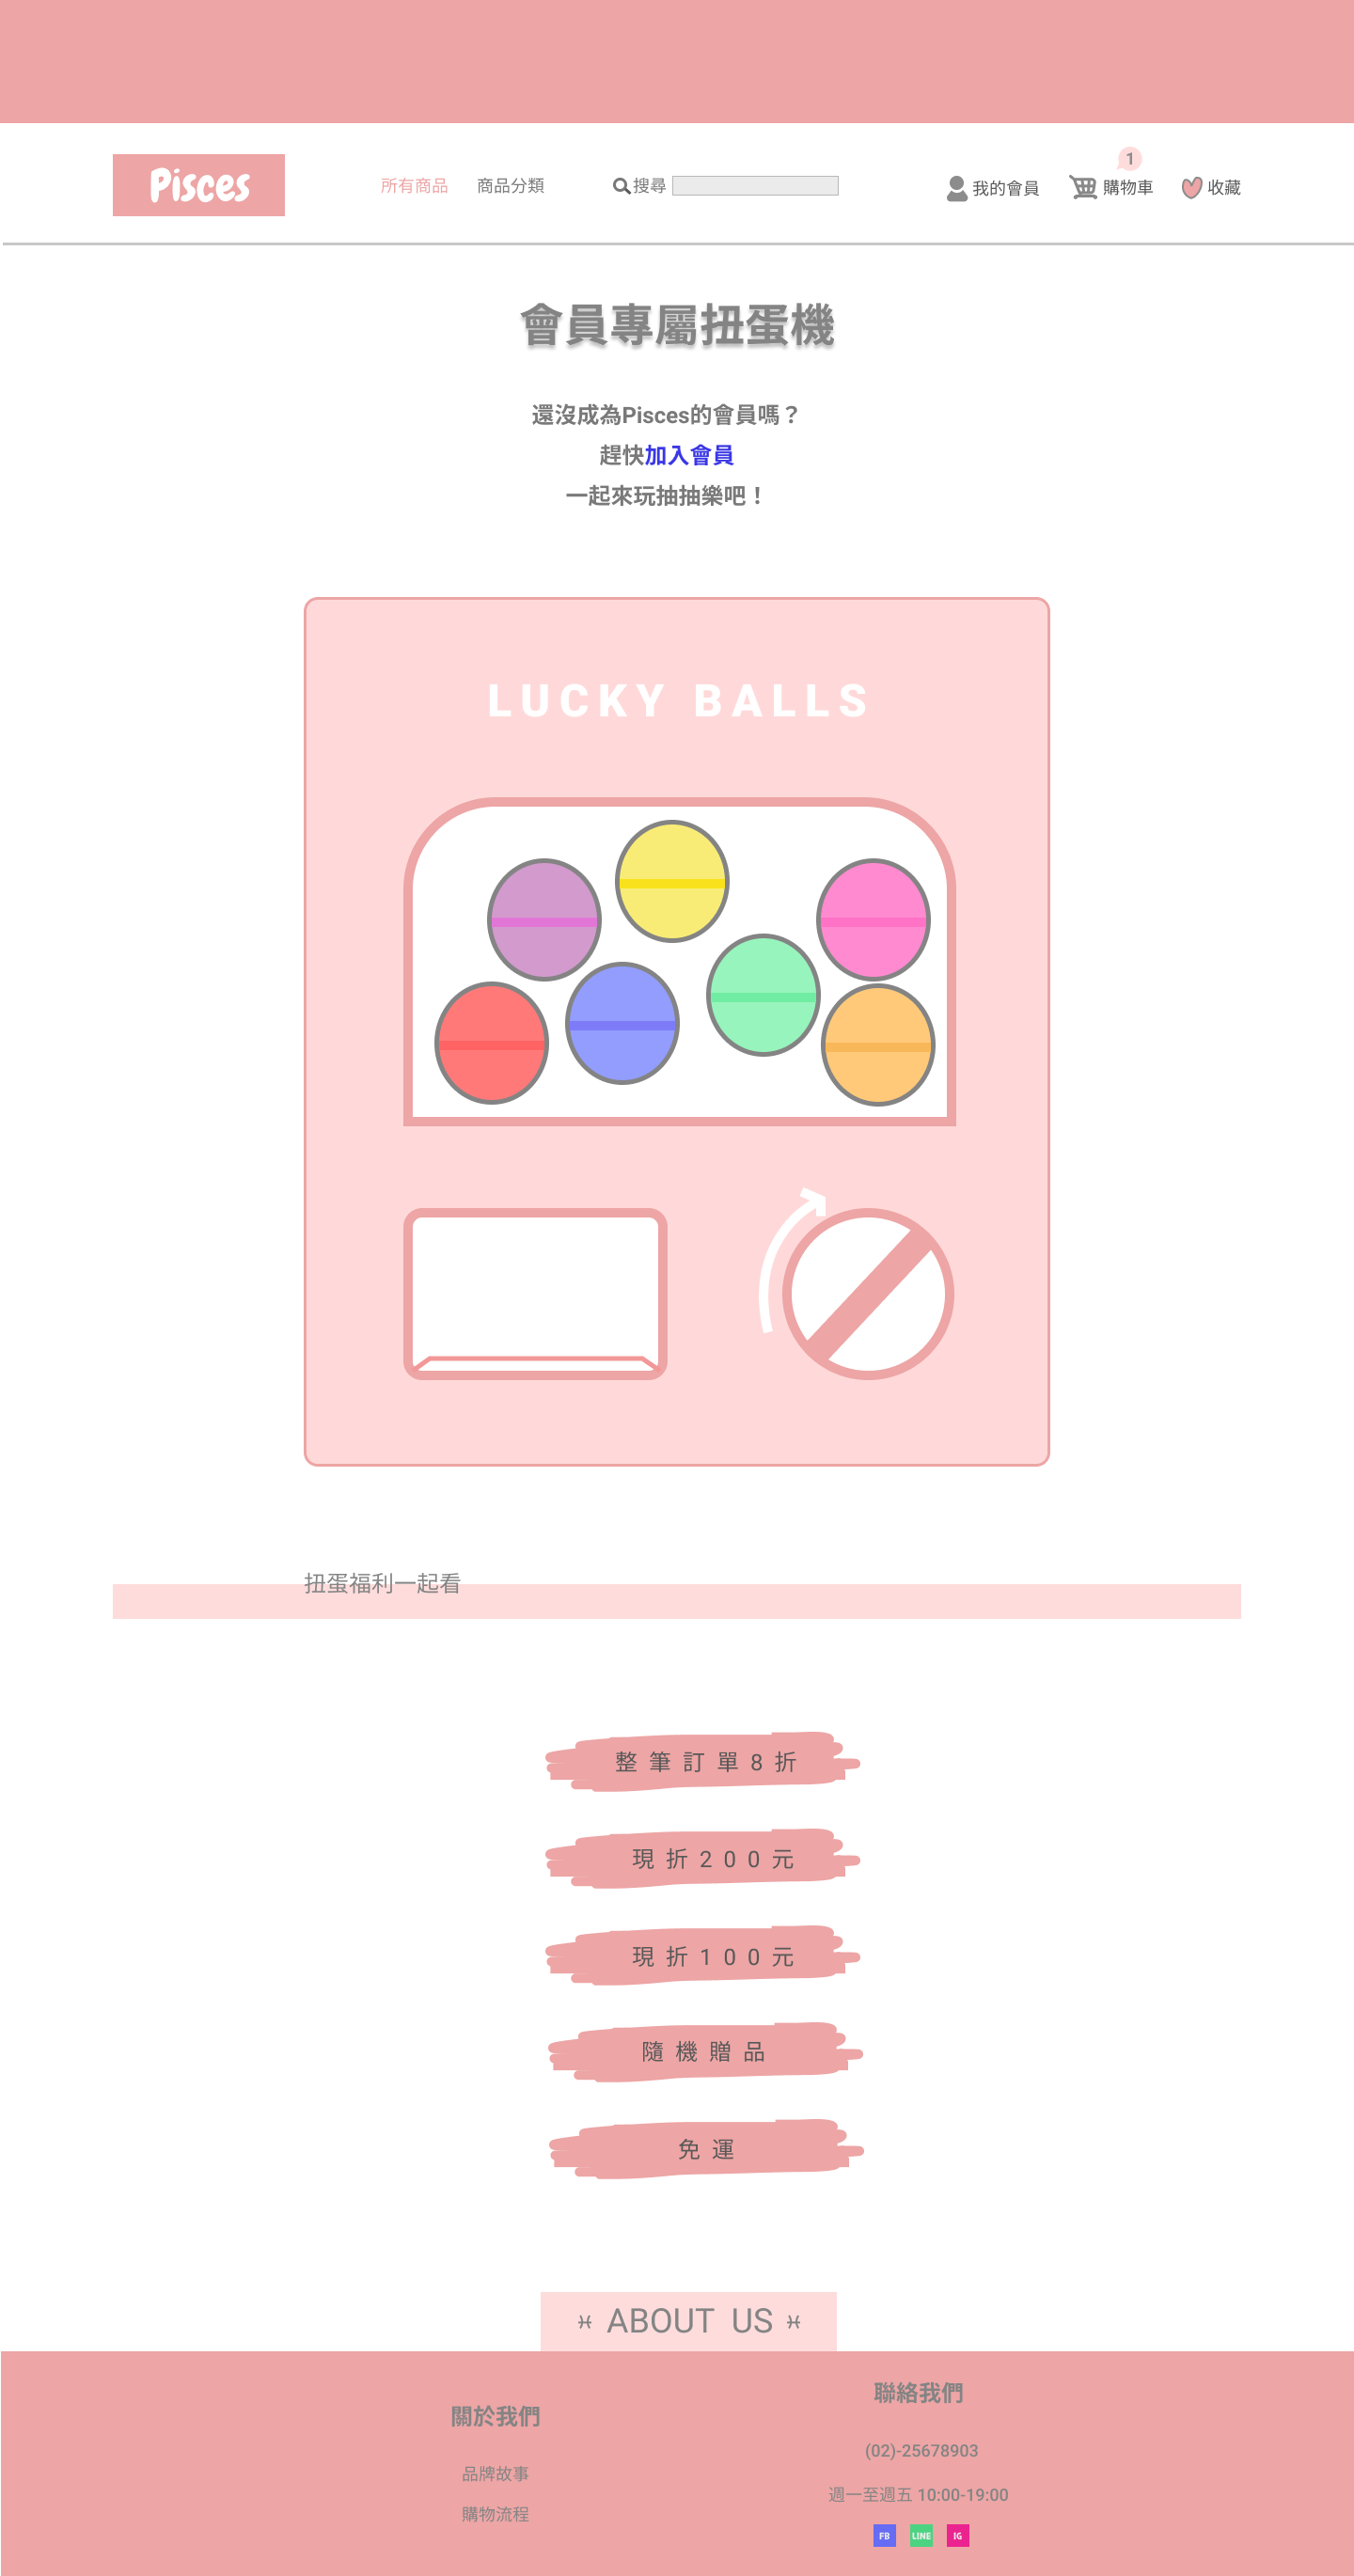 Pisces
所有商品
商品分類
搜尋
我的會員
1
購物車
收藏
會員專屬扭蛋機
還沒成為Pisces的會員嗎？
趕快加入會員
一起來玩抽抽樂吧！
LUCKY BALLS
扭蛋福利一起看
整筆訂單8折
現折200元
現折100元
隨機贈品
免運
♓ ABOUT US ♓
關於我們
品牌故事
購物流程
聯絡我們
(02)-25678903
週一至週五 10:00-19:00
FB LINE IG